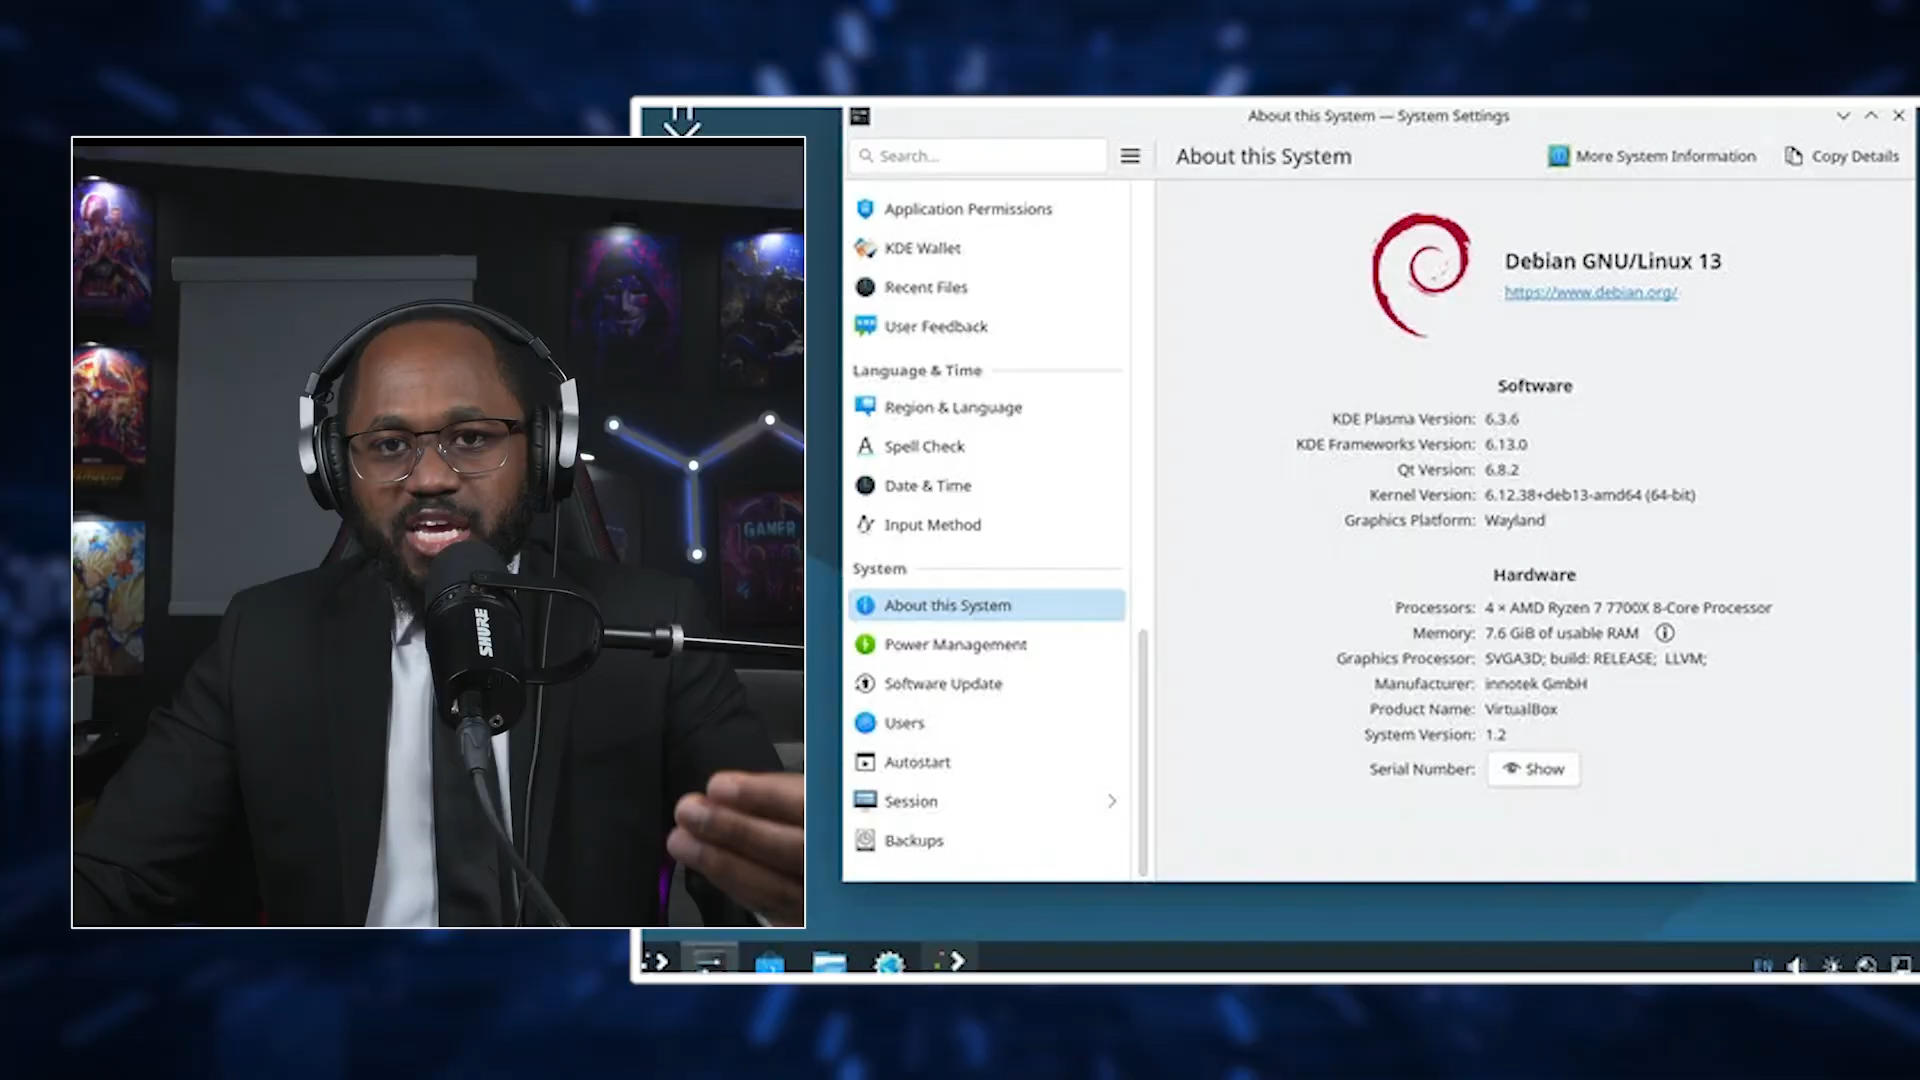 About this System — System Settings
Search...
About this System
More System Information
Copy Details
Application Permissions
KDE Wallet
Recent Files
User Feedback
Language & Time
Region & Language
Spell Check
Date & Time
Input Method
System
About this System
Power Management
Software Update
Users
Autostart
Session
Backups
Debian GNU/Linux 13
https://www.debian.org/
Software
KDE Plasma Version: 6.3.6
KDE Frameworks Version: 6.13.0
Qt Version: 6.8.2
Kernel Version: 6.12.38+deb13-amd64 (64-bit)
Graphics Platform: Wayland
Hardware
Processors: 4 × AMD Ryzen 7 7700X 8-Core Processor
Memory: 7.6 GiB of usable RAM
Graphics Processor: SVGA3D; build: RELEASE; LLVM;
Manufacturer: innotek GmbH
Product Name: VirtualBox
System Version: 1.2
Serial Number: Show
EN
GAMER
SHURE